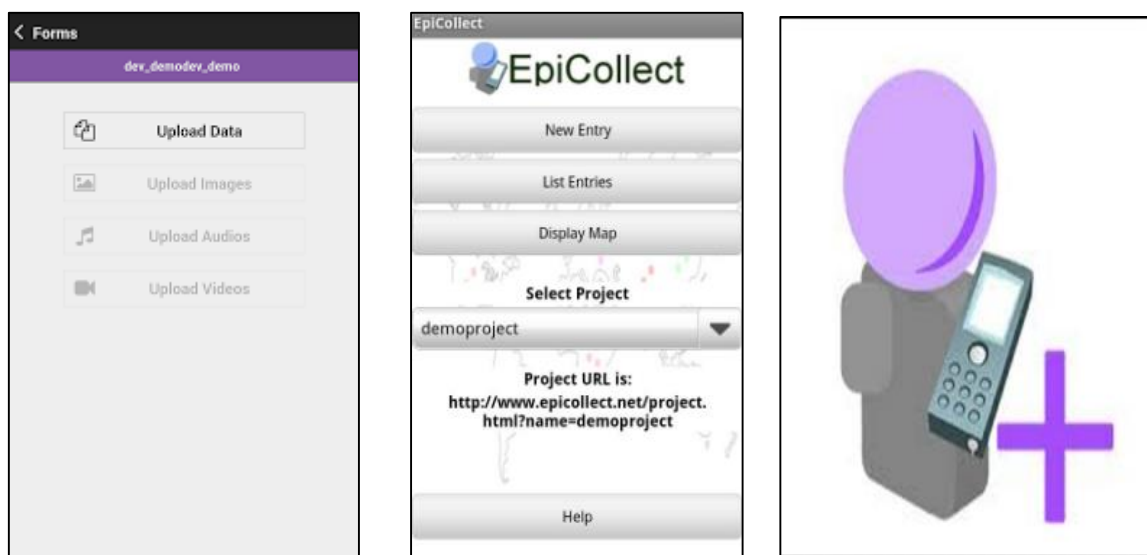 Forms
dev_demodev_demo
Upload Data
Upload Images
Upload Audios
Upload Videos
EpiCollect
EpiCollect
New Entry
List Entries
Display Map
Select Project
demoproject
Project URL is:
http://www.epicollect.net/project.
html?name=demoproject
Help